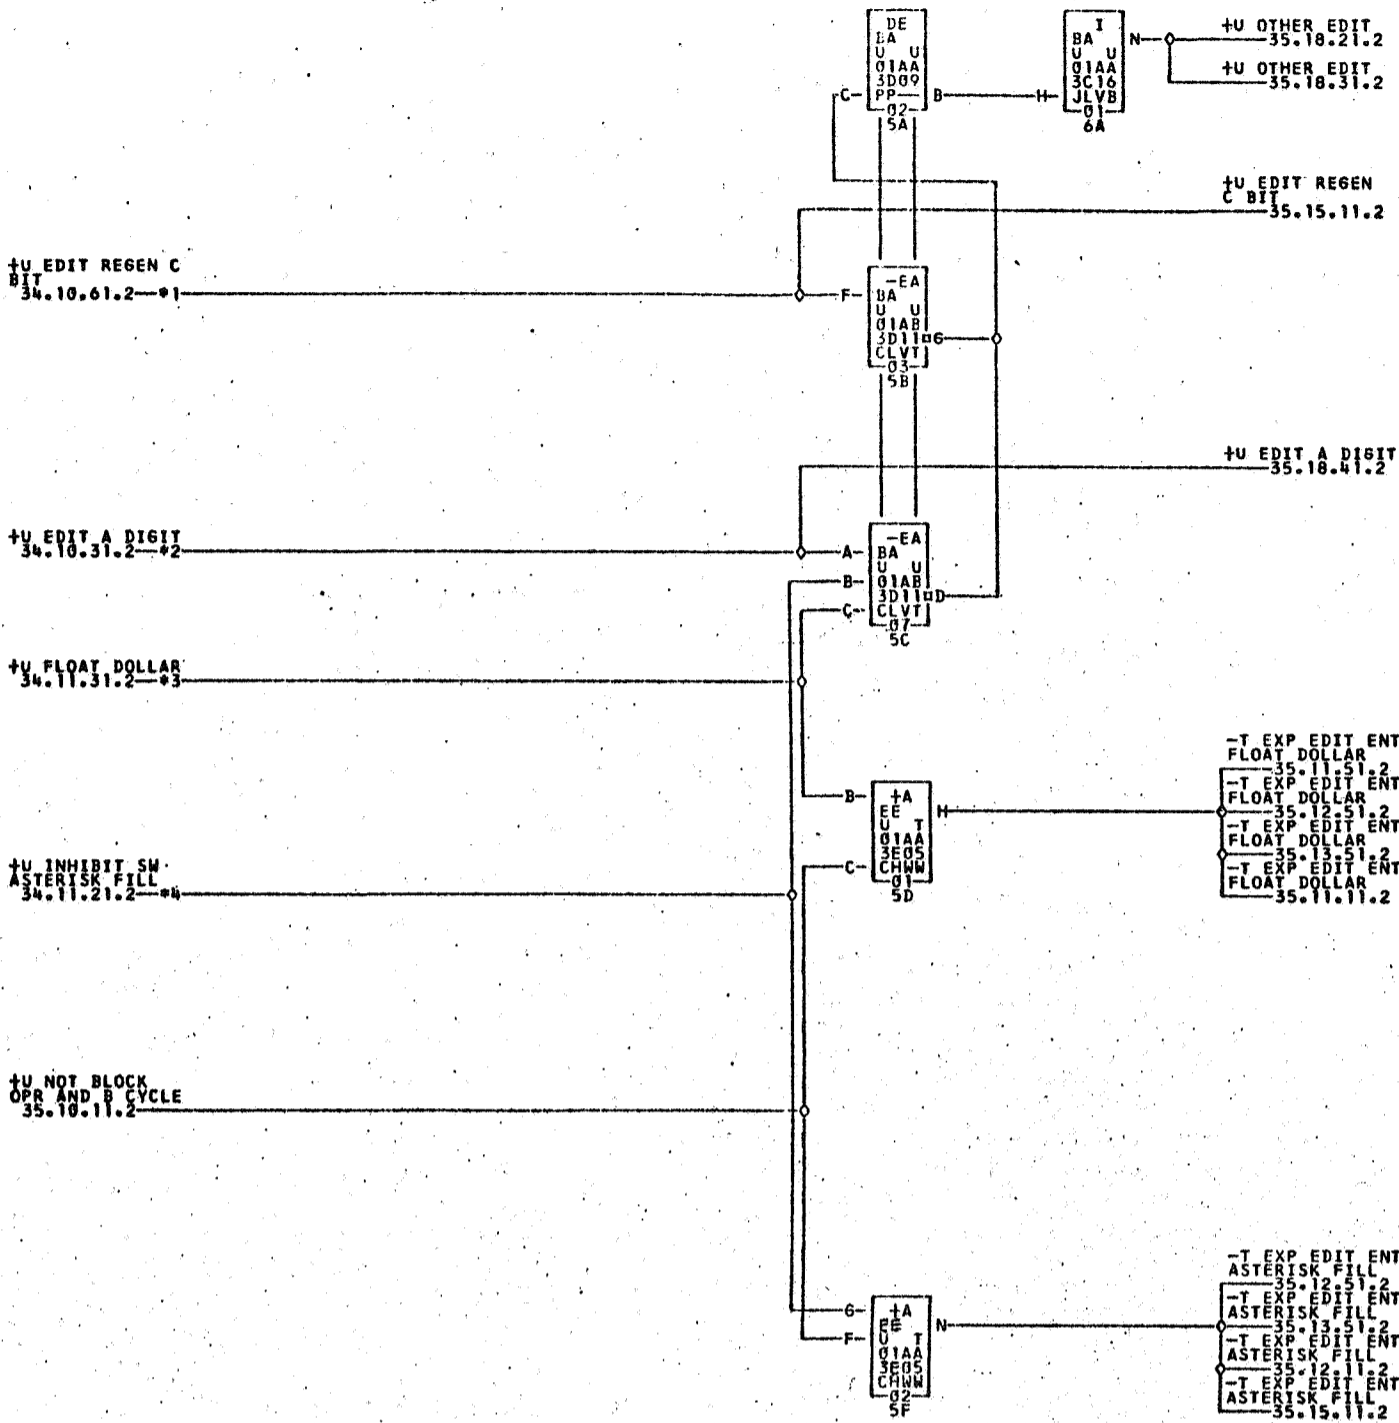 DE
BA
U U
01AA
3D09
C PP B
02
5A
I
BA N
U U
01AA
3C16
H JLVB
01
6A
+U OTHER EDIT
35.18.21.2
+U OTHER EDIT
35.18.31.2
+U EDIT REGEN
C BIT
35.15.11.2
+U EDIT REGEN C
BIT
34.10.61.2—*1
-EA
F BA
U U
01AB
3D11 G
CLVT
03
5B
+U EDIT A DIGIT
35.18.41.2
+U EDIT A DIGIT
34.10.31.2—*2
-EA
A BA
U U
B 01AB
3D11 D
C CLVT
07
5C
+U FLOAT DOLLAR
34.11.31.2—*3
B +A
EE H
U T
01AA
3E05
C CHWW
01
5D
-T EXP EDIT ENT
FLOAT DOLLAR
35.11.51.2
-T EXP EDIT ENT
FLOAT DOLLAR
35.12.51.2
-T EXP EDIT ENT
FLOAT DOLLAR
35.13.51.2
-T EXP EDIT ENT
FLOAT DOLLAR
35.11.11.2
+U INHIBIT SW
ASTERISK FILL
34.11.21.2—*4
+U NOT BLOCK
OPR AND B CYCLE
35.10.11.2
G +A
EE N
F U T
01AA
3E05
CHWW
02
5F
-T EXP EDIT ENT
ASTERISK FILL
35.12.51.2
-T EXP EDIT ENT
ASTERISK FILL
35.13.51.2
-T EXP EDIT ENT
ASTERISK FILL
35.12.11.2
-T EXP EDIT ENT
ASTERISK FILL
35.15.11.2